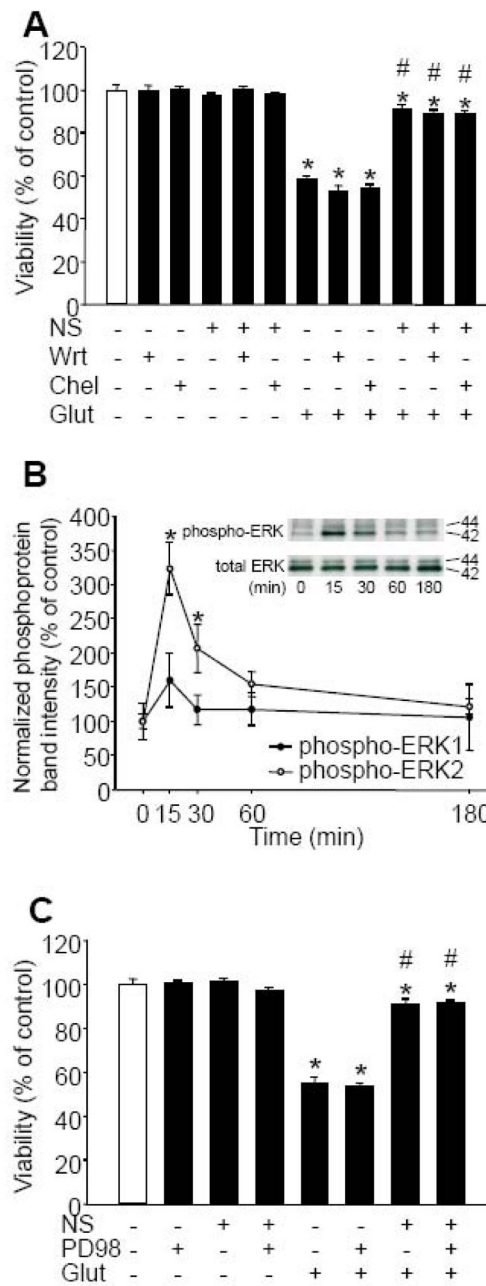 A
Viability (% of control)
120
100
80
60
40
20
0
* * * * * *
# # #
NS - - - + + + - - - + + +
Wrt - + - - + - - + - - + -
Chel - - + - - + - - + - - +
Glut - - - - - - + + + + + +
B
Normalized phosphoprotein
band intensity (% of control)
400
350
300
250
200
150
100
50
0
* *
phospho-ERK 44
42
total ERK 44
42
(min) 0 15 30 60 180
phospho-ERK1
phospho-ERK2
0 15 30 60 180
Time (min)
C
Viability (% of control)
120
100
80
60
40
20
0
* * * *
# #
NS - - + + - - + +
PD98 - + - + - + - +
Glut - - - - + + + +